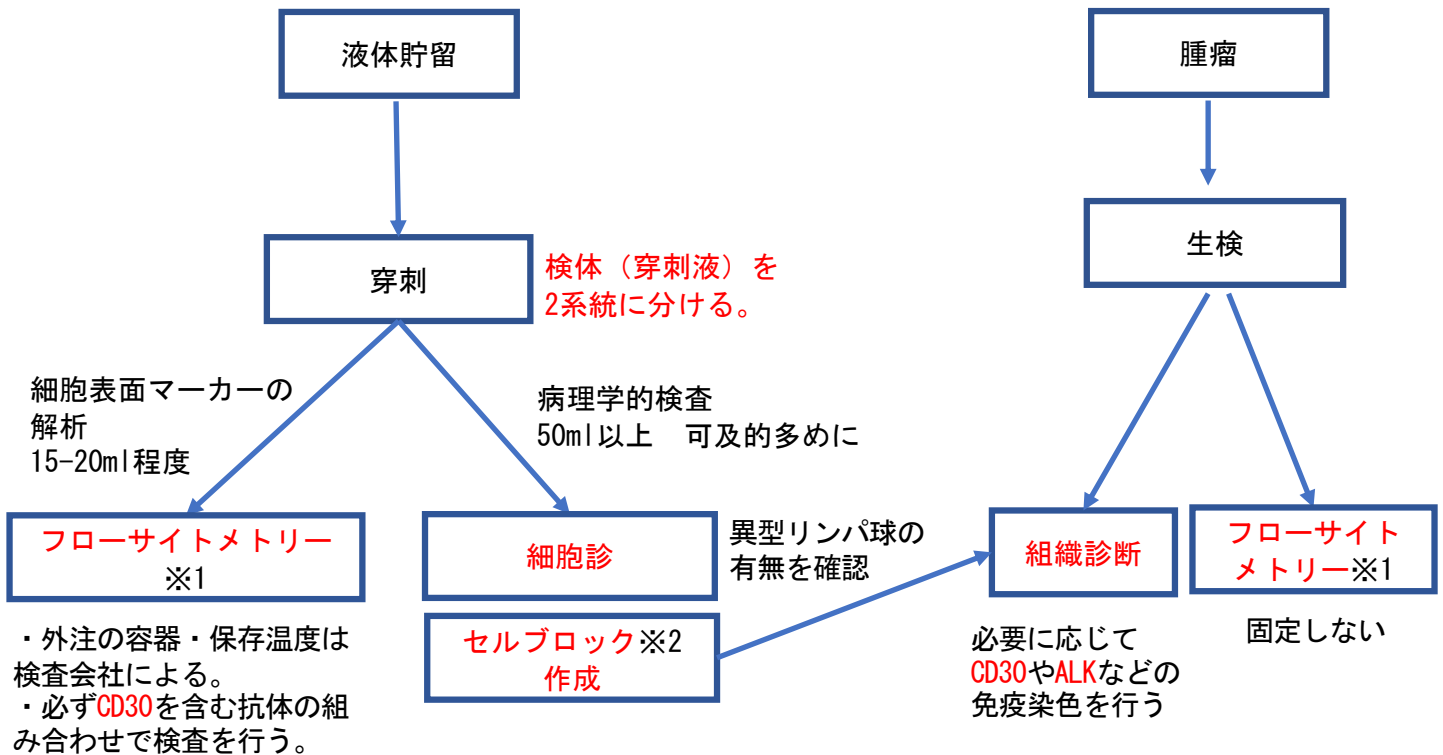 液体貯留
腫瘤
穿刺
検体（穿刺液）を
2系統に分ける。
生検
細胞表面マーカーの
解析
15-20ml程度
病理学的検査
50ml以上　可及的多めに
フローサイトメトリー
※1
細胞診
異型リンパ球の
有無を確認
組織診断
フローサイト
メトリー※1
セルブロック※2
作成
・外注の容器・保存温度は
検査会社による。
・必ずCD30を含む抗体の組
み合わせで検査を行う。
必要に応じて
CD30やALKなどの
免疫染色を行う
固定しない